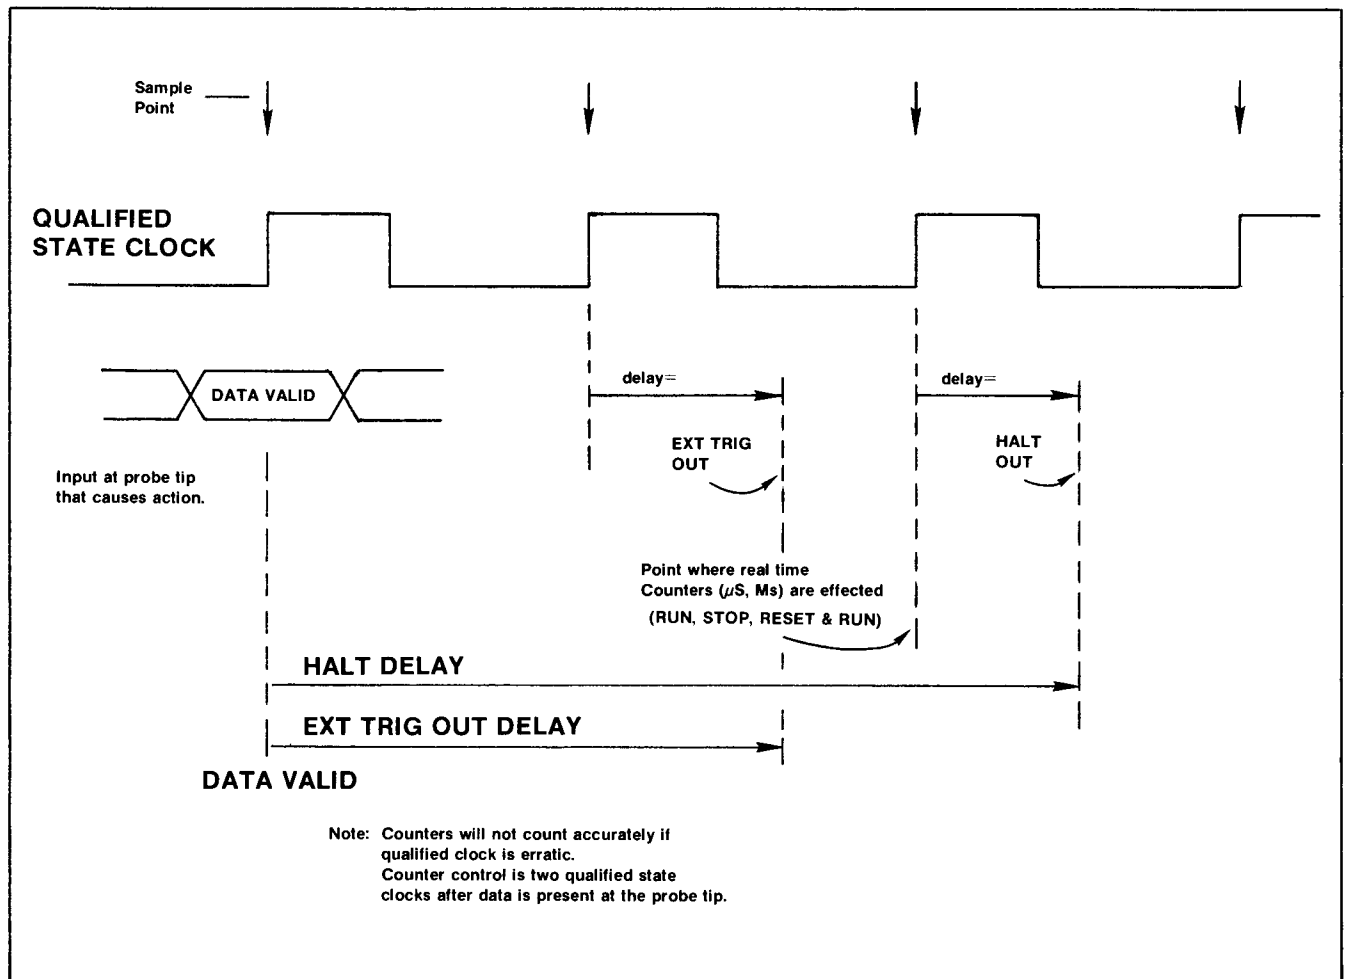 Sample
Point
QUALIFIED
STATE CLOCK
DATA VALID
delay=
delay=
EXT TRIG
OUT
HALT
OUT
Input at probe tip
that causes action.
Point where real time
Counters (µS, Ms) are effected
(RUN, STOP, RESET & RUN)
HALT DELAY
EXT TRIG OUT DELAY
DATA VALID
Note: Counters will not count accurately if
qualified clock is erratic.
Counter control is two qualified state
clocks after data is present at the probe tip.